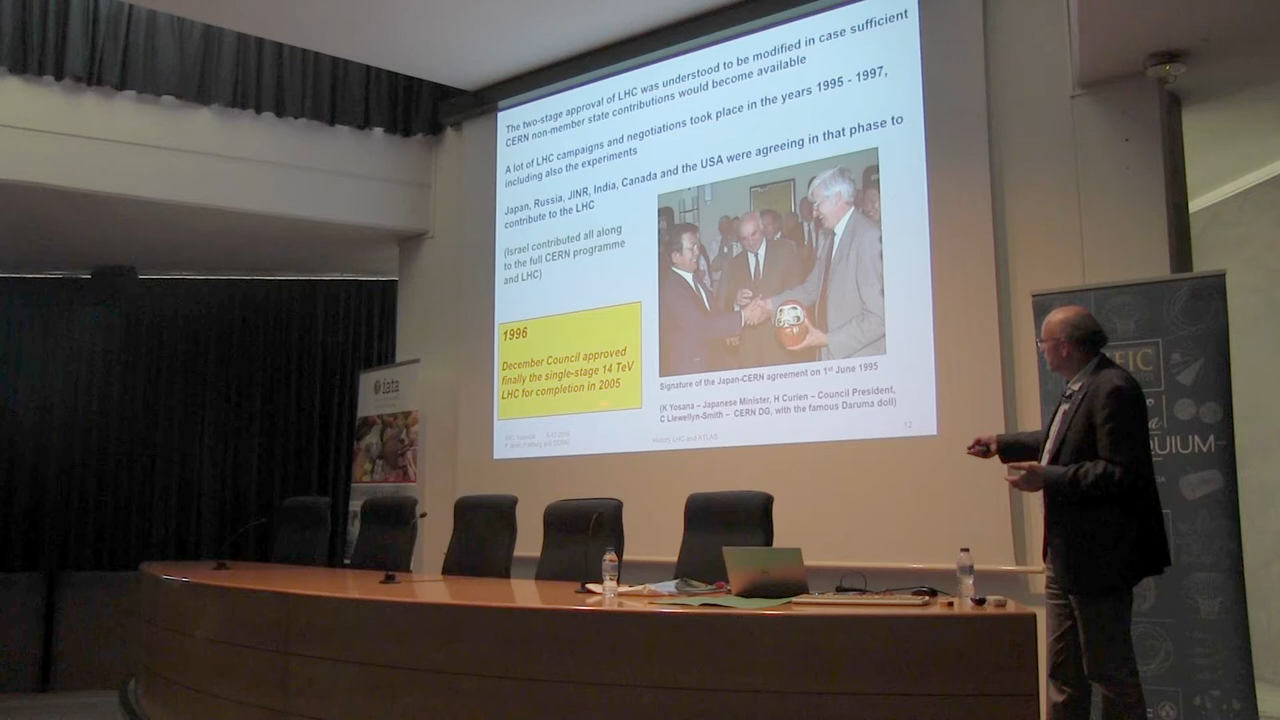 The two-stage approval of LHC was understood to be modified in case sufficient
CERN non-member state contributions would become available
A lot of LHC campaigns and negotiations took place in the years 1995 - 1997,
including also the experiments
Japan, Russia, JINR, India, Canada and the USA were agreeing in that phase to
contribute to the LHC
(Israel contributed all along
to the full CERN programme
and LHC)
1996
December Council approved
finally the single-stage 14 TeV
LHC for completion in 2005
Signature of the Japan-CERN agreement on 1st June 1995
(K Yosana – Japanese Minister, H Curien – Council President,
C Llewellyn-Smith – CERN DG, with the famous Daruma doll)
History LHC and ATLAS
12
iata
FIC
QUIUM